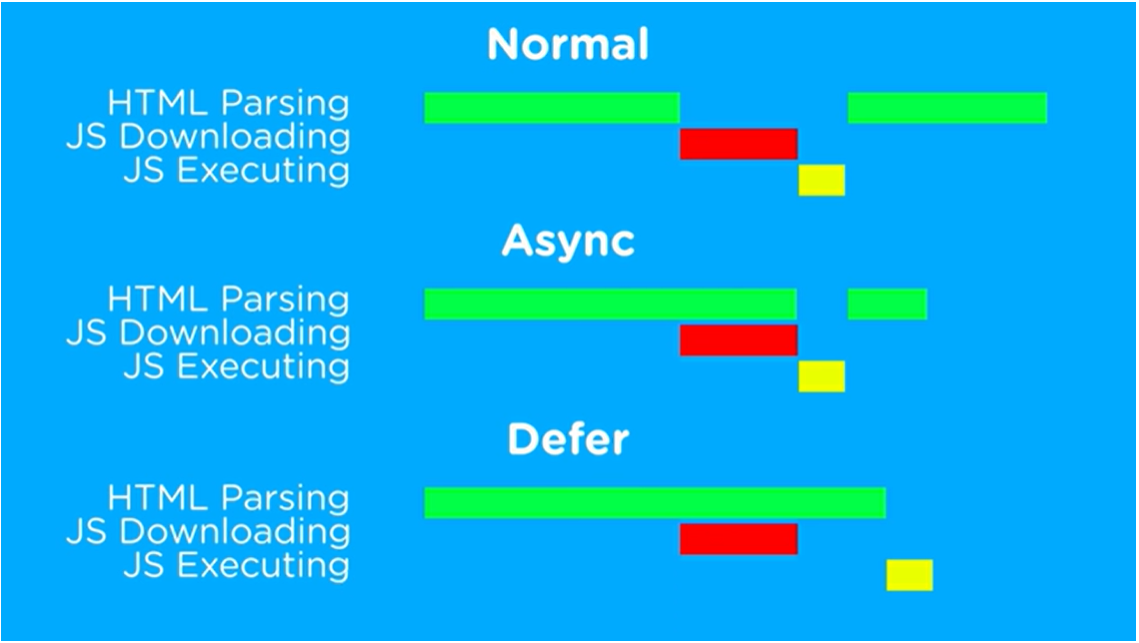 Normal
HTML Parsing
JS Downloading
JS Executing
Async
HTML Parsing
JS Downloading
JS Executing
Defer
HTML Parsing
JS Downloading
JS Executing